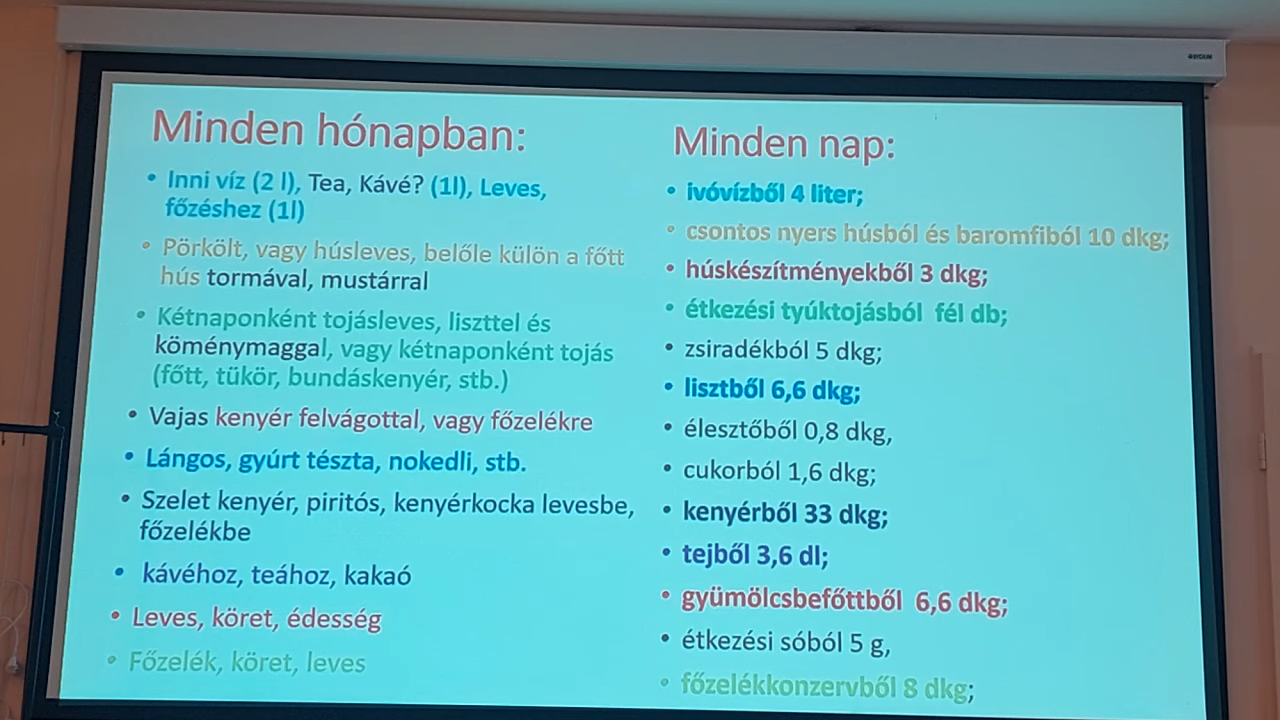 Minden hónapban:
• Inni víz (2 l), Tea, Kávé? (1l), Leves,
főzéshez (1l)
• Pörkölt, vagy húsleves, belőle külön a főtt
hús tormával, mustárral
• Kétnaponként tojásleves, liszttel és
köménymaggal, vagy kétnaponként tojás
(főtt, tükör, bundáskenyér, stb.)
• Vajas kenyér felvágottal, vagy főzelékre
• Lángos, gyúrt tészta, nokedli, stb.
• Szelet kenyér, piritós, kenyérkocka levesbe,
főzelékbe
• kávéhoz, teához, kakaó
• Leves, köret, édesség
• Főzelék, köret, leves
Minden nap:
• ivóvízből 4 liter;
• csontos nyers húsból és baromfiból 10 dkg;
• húskészítményekből 3 dkg;
• étkezési tyúktojásból fél db;
• zsiradékból 5 dkg;
• lisztből 6,6 dkg;
• élesztőből 0,8 dkg,
• cukorból 1,6 dkg;
• kenyérből 33 dkg;
• tejből 3,6 dl;
• gyümölcsbefőttből 6,6 dkg;
• étkezési sóból 5 g,
• főzelékkonzervből 8 dkg;